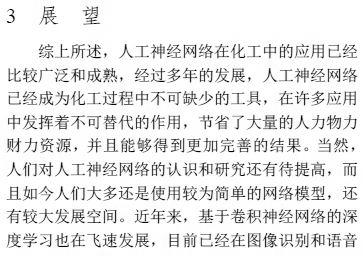 3 展 望
综上所述，人工神经网络在化工中的应用已经
比较广泛和成熟，经过多年的发展，人工神经网络
已经成为化工过程中不可缺少的工具，在许多应用
中发挥着不可替代的作用，节省了大量的人力物力
财力资源，并且能够得到更加完善的结果。当然，
人们对人工神经网络的认识和研究还有待提高，而
且如今人们大多还是使用较为简单的网络模型，还
有较大发展空间。近年来，基于卷积神经网络的深
度学习也在飞速发展，目前已经在图像识别和语音